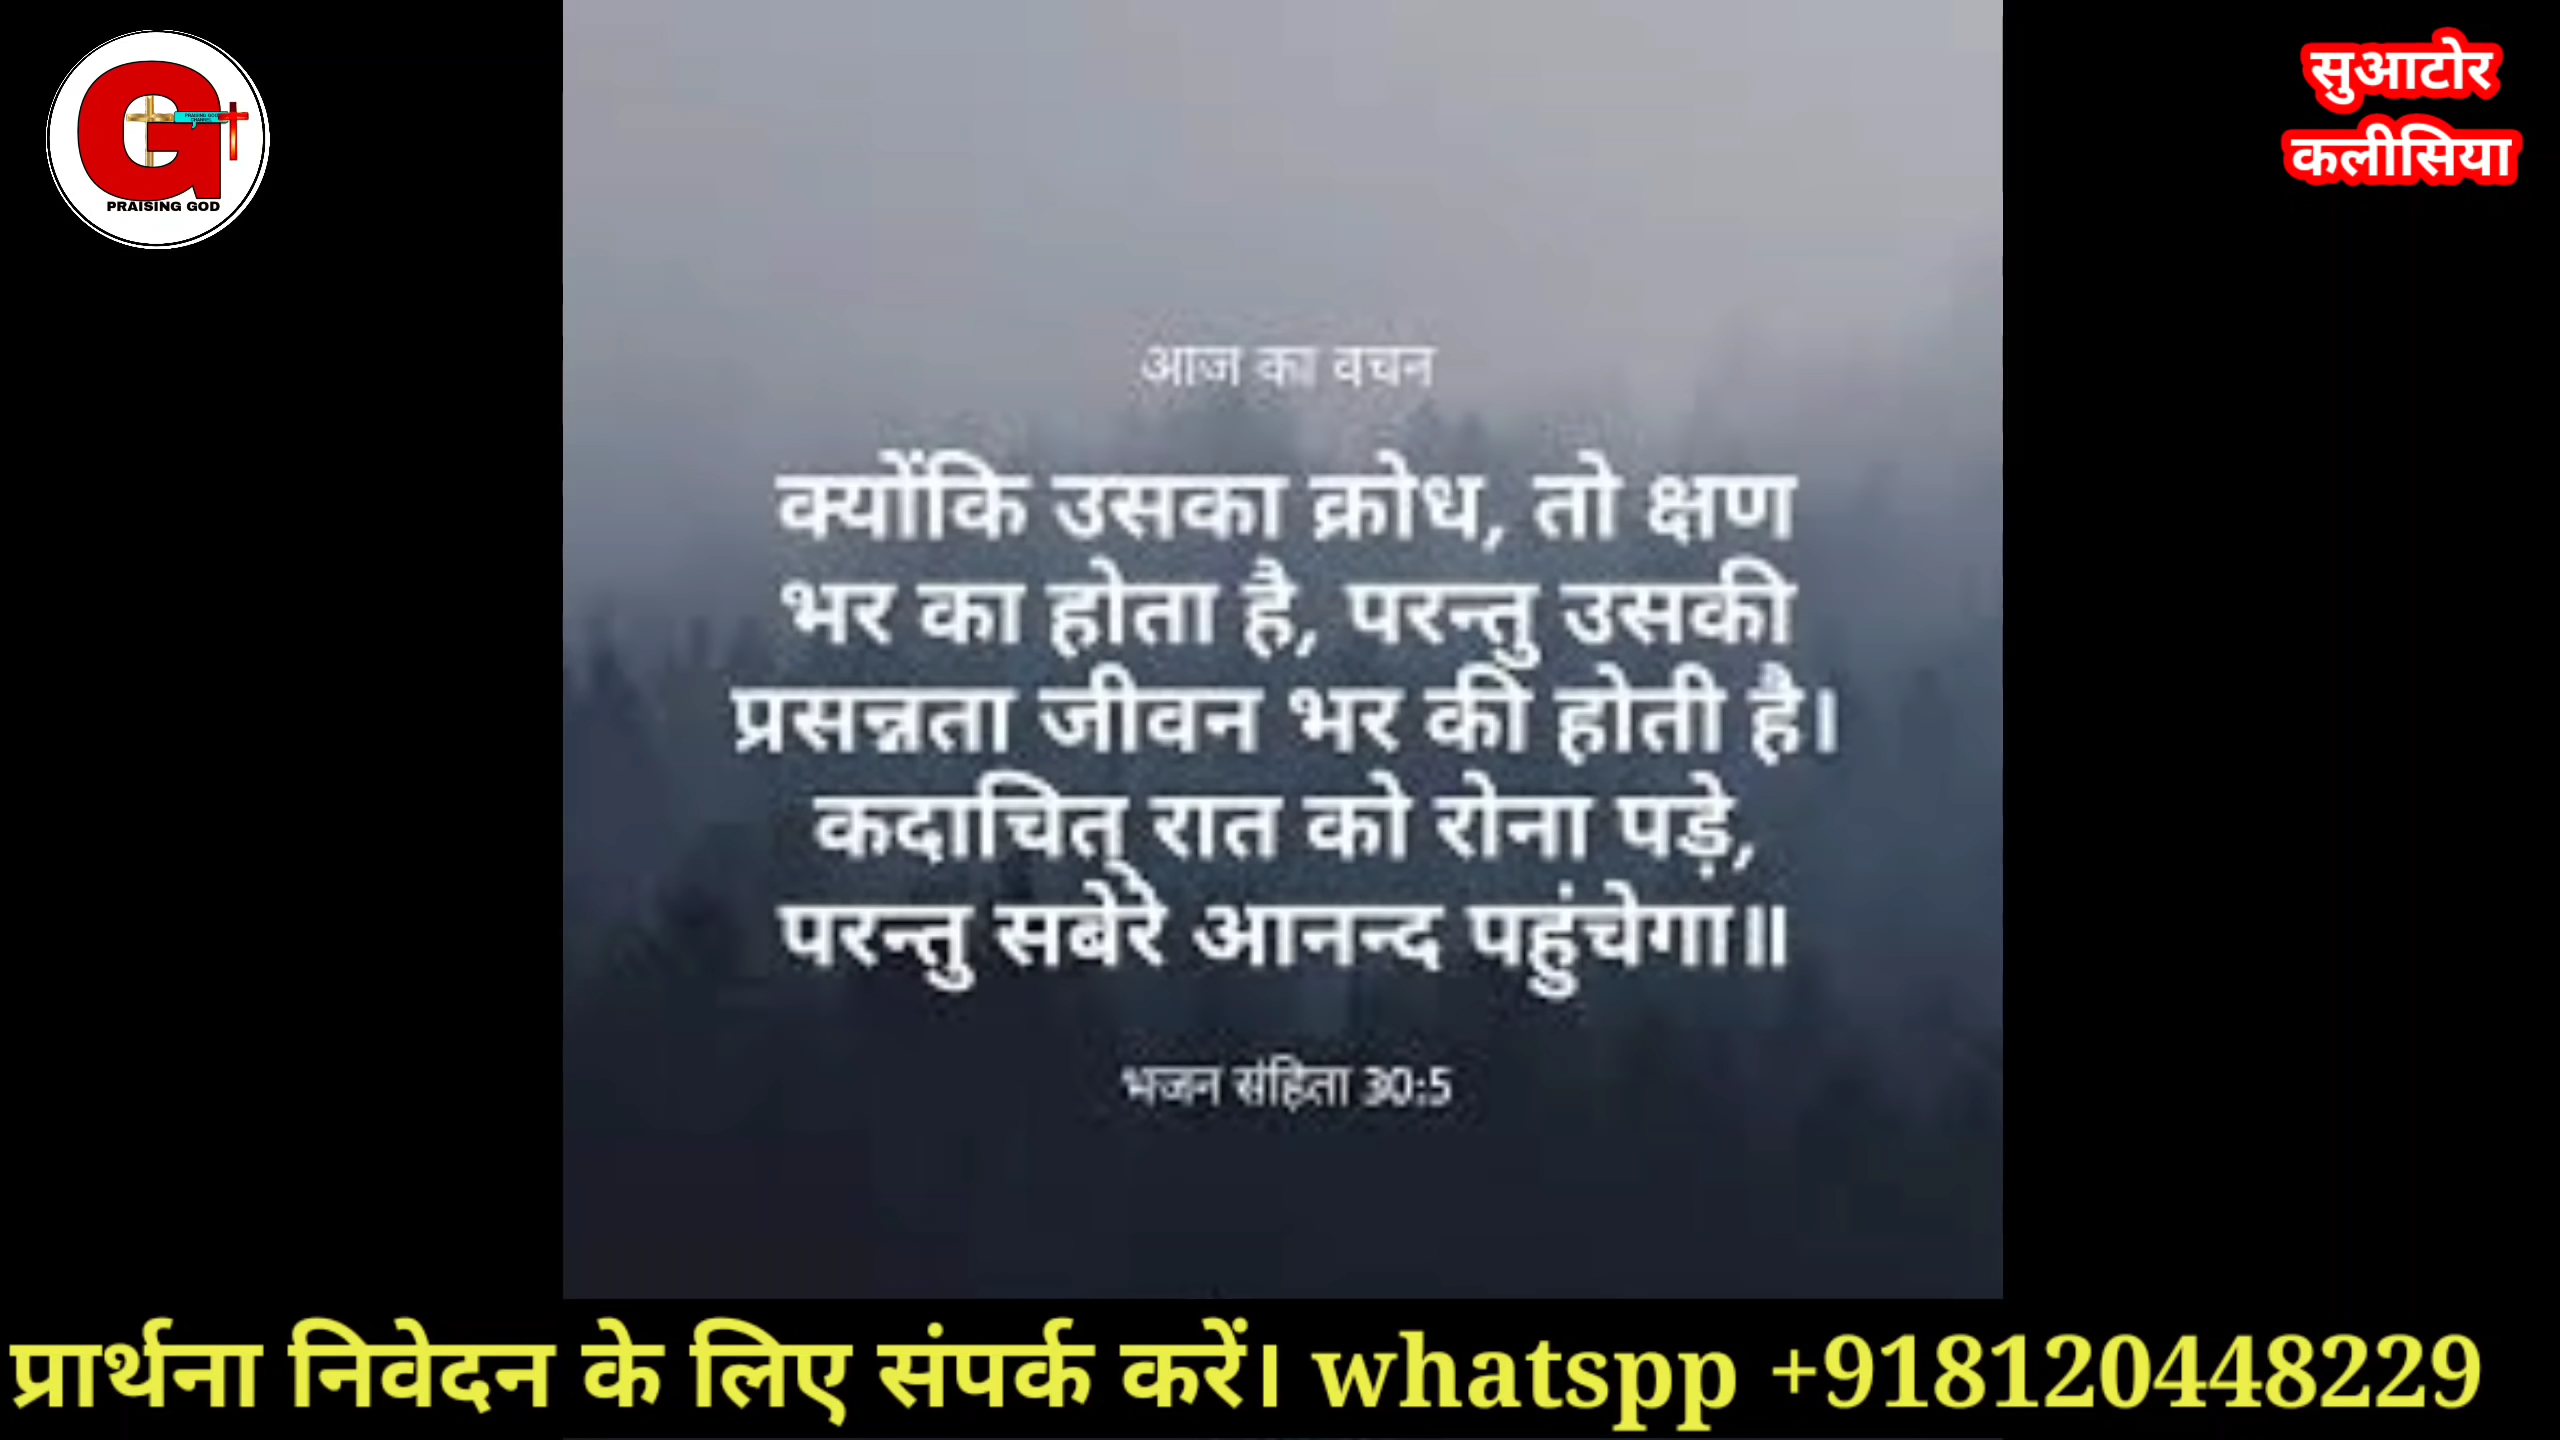 PRAISING GOD
सुआटोर
कलीसिया
आज का वचन
क्योंकि उसका क्रोध, तो क्षण
भर का होता है, परन्तु उसकी
प्रसन्नता जीवन भर की होती है।
कदाचित् रात को रोना पड़े,
परन्तु सबेरे आनन्द पहुंचेगा॥
भजन संहिता 30:5
प्रार्थना निवेदन के लिए संपर्क करें। whatspp +918120448229